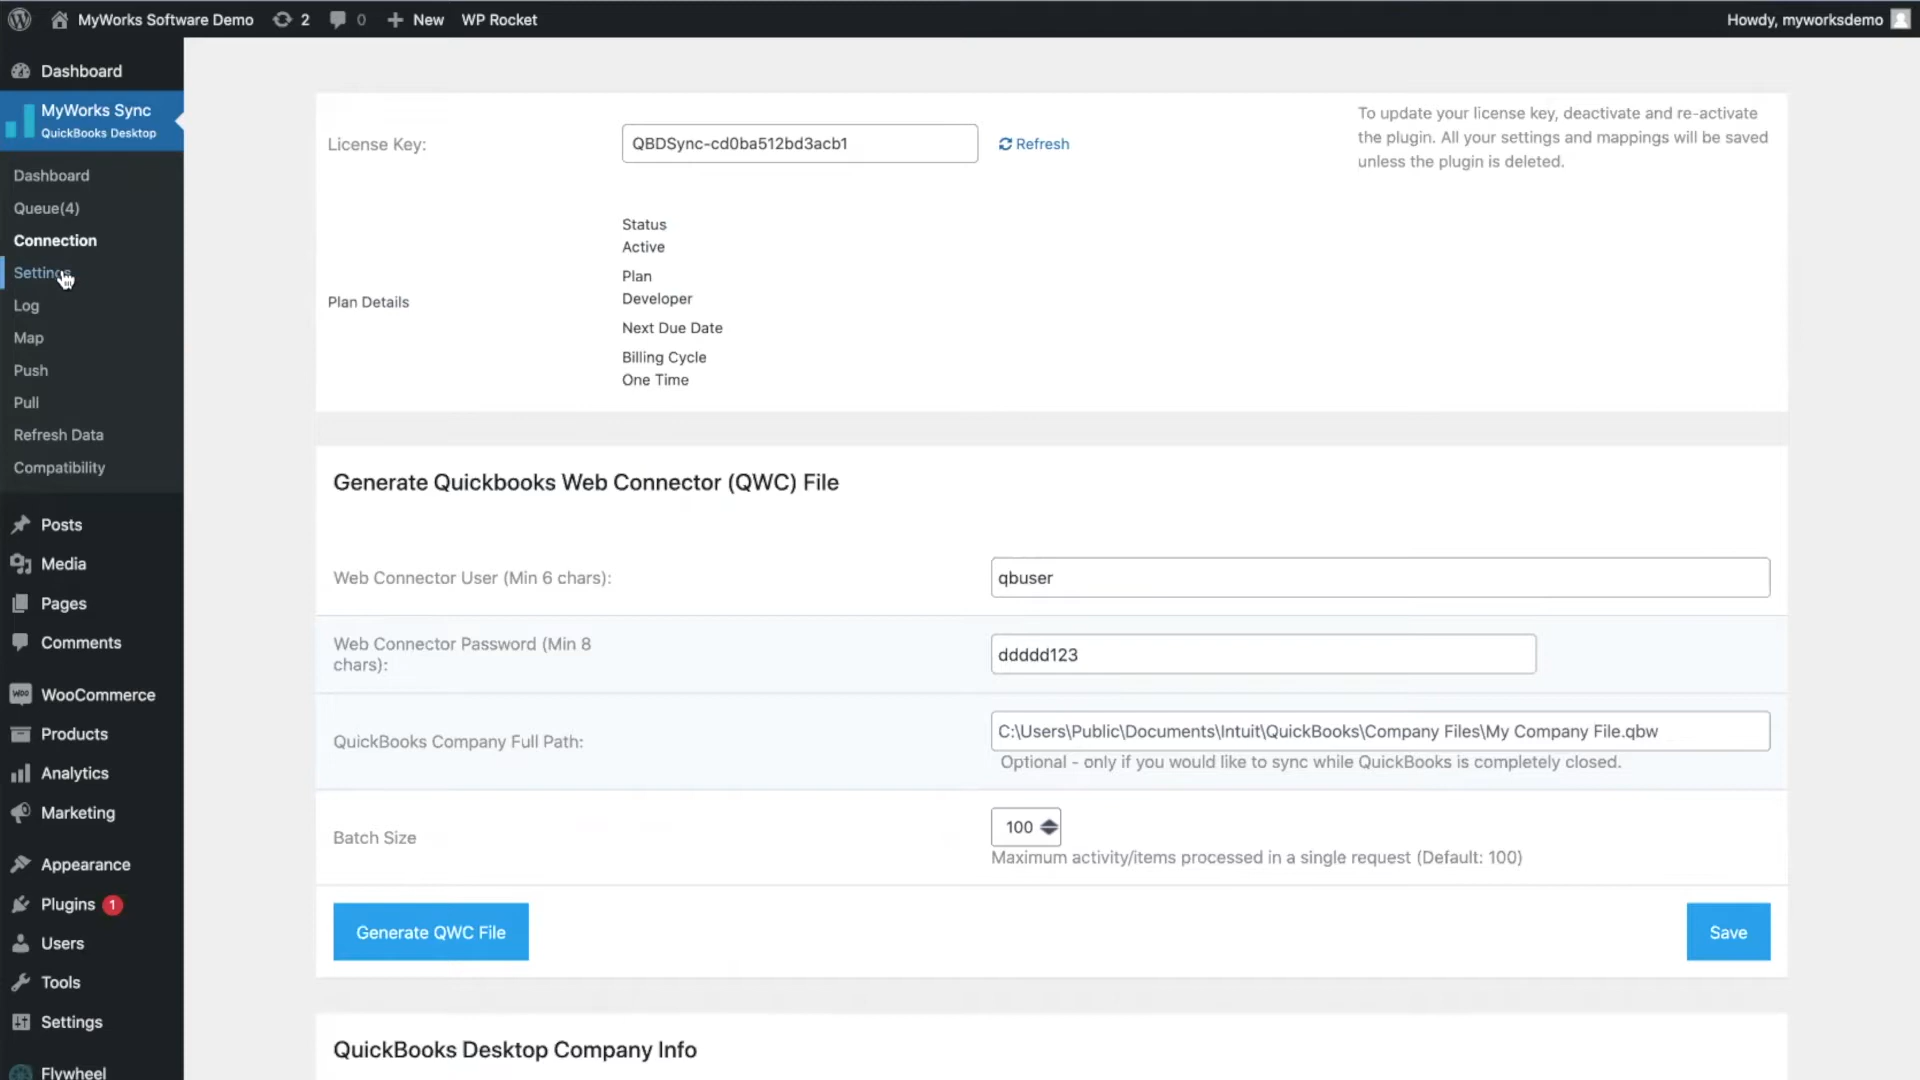 MyWorks Software Demo
2
0
New
WP Rocket
Howdy, myworksdemo
Dashboard
MyWorks Sync
QuickBooks Desktop
Dashboard
Queue(4)
Connection
Settings
Log
Map
Push
Pull
Refresh Data
Compatibility
Posts
Media
Pages
Comments
WooCommerce
Products
Analytics
Marketing
Appearance
Plugins 1
Users
Tools
Settings
Flywheel
License Key:
QBDSync-cd0ba512bd3acb1
Refresh
To update your license key, deactivate and re-activate
the plugin. All your settings and mappings will be saved
unless the plugin is deleted.
Plan Details
Status
Active
Plan
Developer
Next Due Date
Billing Cycle
One Time
Generate Quickbooks Web Connector (QWC) File
Web Connector User (Min 6 chars):
qbuser
Web Connector Password (Min 8
chars):
ddddd123
QuickBooks Company Full Path:
C:\Users\Public\Documents\Intuit\QuickBooks\Company Files\My Company File.qbw
Optional - only if you would like to sync while QuickBooks is completely closed.
Batch Size
100
Maximum activity/items processed in a single request (Default: 100)
Generate QWC File
Save
QuickBooks Desktop Company Info